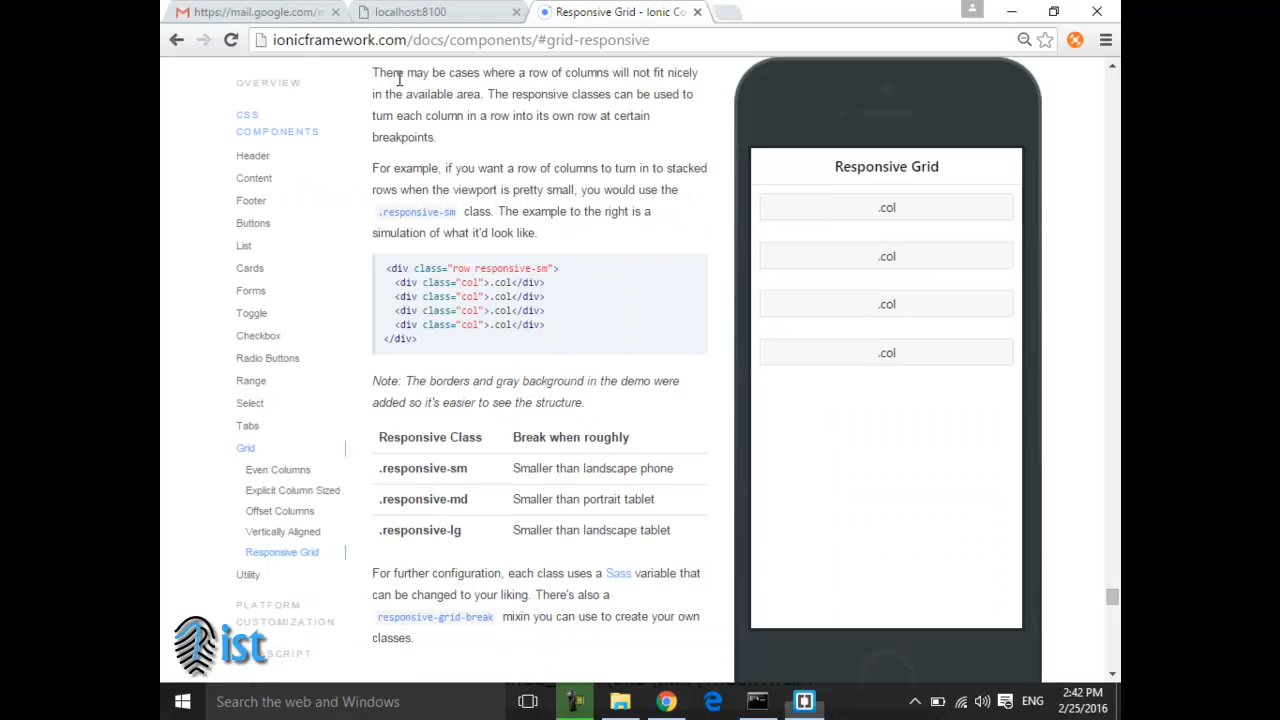 https://mail.google.com/m
localhost:8100
Responsive Grid - Ionic Co
ionicframework.com/docs/components/#grid-responsive
OVERVIEW
CSS
COMPONENTS
Header
Content
Footer
Buttons
List
Cards
Forms
Toggle
Checkbox
Radio Buttons
Range
Select
Tabs
Grid
Even Columns
Explicit Column Sized
Offset Columns
Vertically Aligned
Responsive Grid
Utility
PLATFORM
CUSTOMIZATION
SCRIPT
ist
There may be cases where a row of columns will not fit nicely
in the available area. The responsive classes can be used to
turn each column in a row into its own row at certain
breakpoints.
For example, if you want a row of columns to turn in to stacked
rows when the viewport is pretty small, you would use the
.responsive-sm class. The example to the right is a
simulation of what it'd look like.
<div class="row responsive-sm">
<div class="col">.col</div>
<div class="col">.col</div>
<div class="col">.col</div>
<div class="col">.col</div>
</div>
Note: The borders and gray background in the demo were
added so it's easier to see the structure.
Responsive Class Break when roughly
.responsive-sm Smaller than landscape phone
.responsive-md Smaller than portrait tablet
.responsive-lg Smaller than landscape tablet
For further configuration, each class uses a Sass variable that
can be changed to your liking. There's also a
responsive-grid-break mixin you can use to create your own
classes.
Responsive Grid
.col
.col
.col
.col
Search the web and Windows
ENG
2:42 PM
2/25/2016